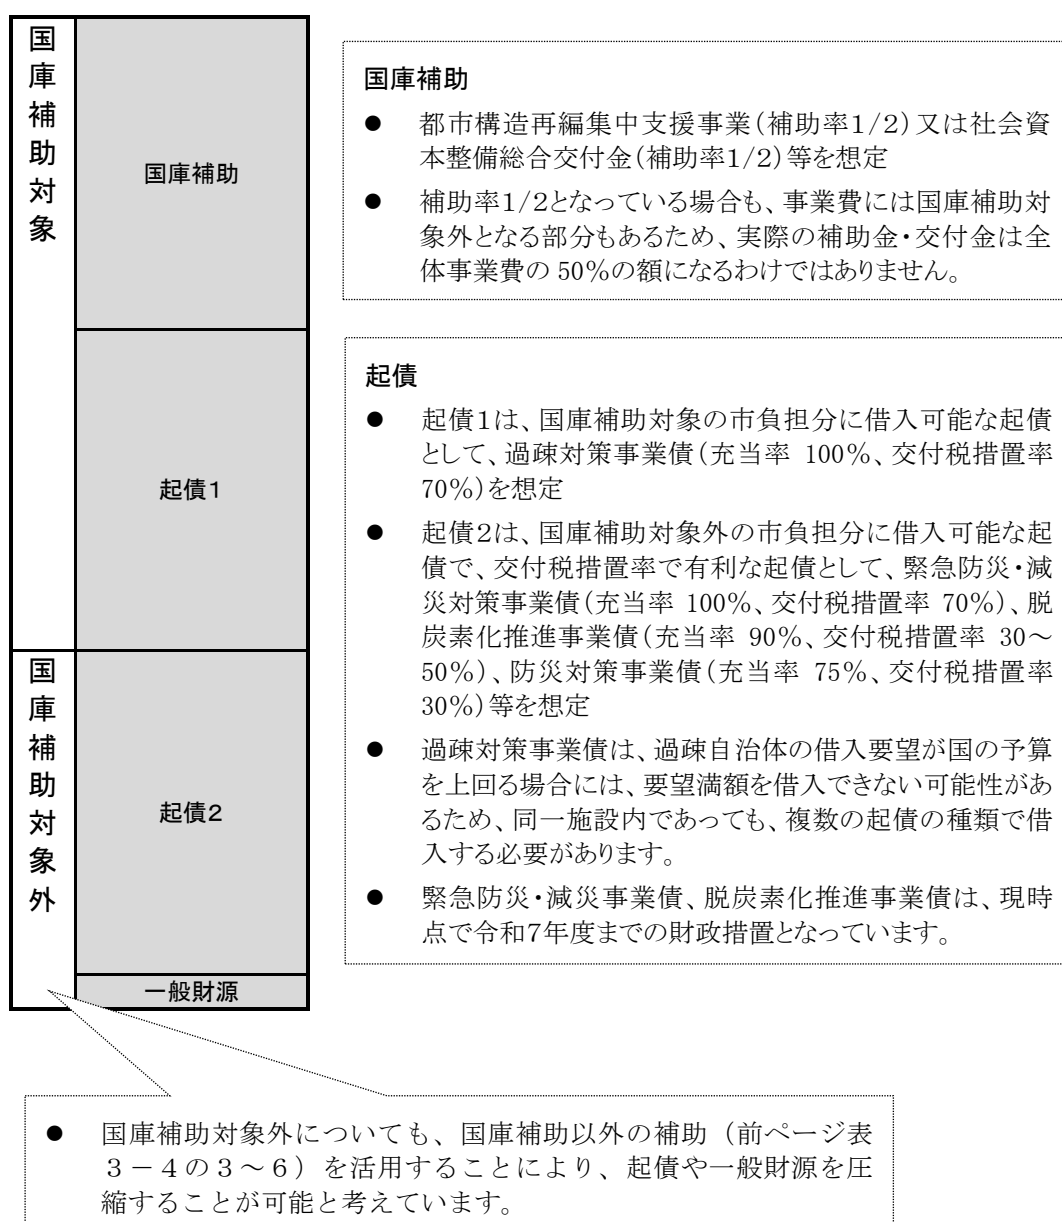 国庫補助対象
国庫補助
起債1
国庫補助対象外
起債2
一般財源
国庫補助
● 都市構造再編集中支援事業(補助率1/2)又は社会資
本整備総合交付金(補助率1/2)等を想定
● 補助率1/2となっている場合も、事業費には国庫補助対
象外となる部分もあるため、実際の補助金・交付金は全
体事業費の 50%の額になるわけではありません。
起債
● 起債1は、国庫補助対象の市負担分に借入可能な起債
として、過疎対策事業債(充当率 100%、交付税措置率
70%)を想定
● 起債2は、国庫補助対象外の市負担分に借入可能な起
債で、交付税措置率で有利な起債として、緊急防災・減
災対策事業債(充当率 100%、交付税措置率 70%)、脱
炭素化推進事業債(充当率 90%、交付税措置率 30～
50%)、防災対策事業債(充当率 75%、交付税措置率
30%)等を想定
● 過疎対策事業債は、過疎自治体の借入要望が国の予算
を上回る場合には、要望満額を借入できない可能性があ
るため、同一施設内であっても、複数の起債の種類で借
入する必要があります。
● 緊急防災・減災事業債、脱炭素化推進事業債は、現時
点で令和7年度までの財政措置となっています。
● 国庫補助対象外についても、国庫補助以外の補助（前ページ表
３－４の３～６）を活用することにより、起債や一般財源を圧
縮することが可能と考えています。